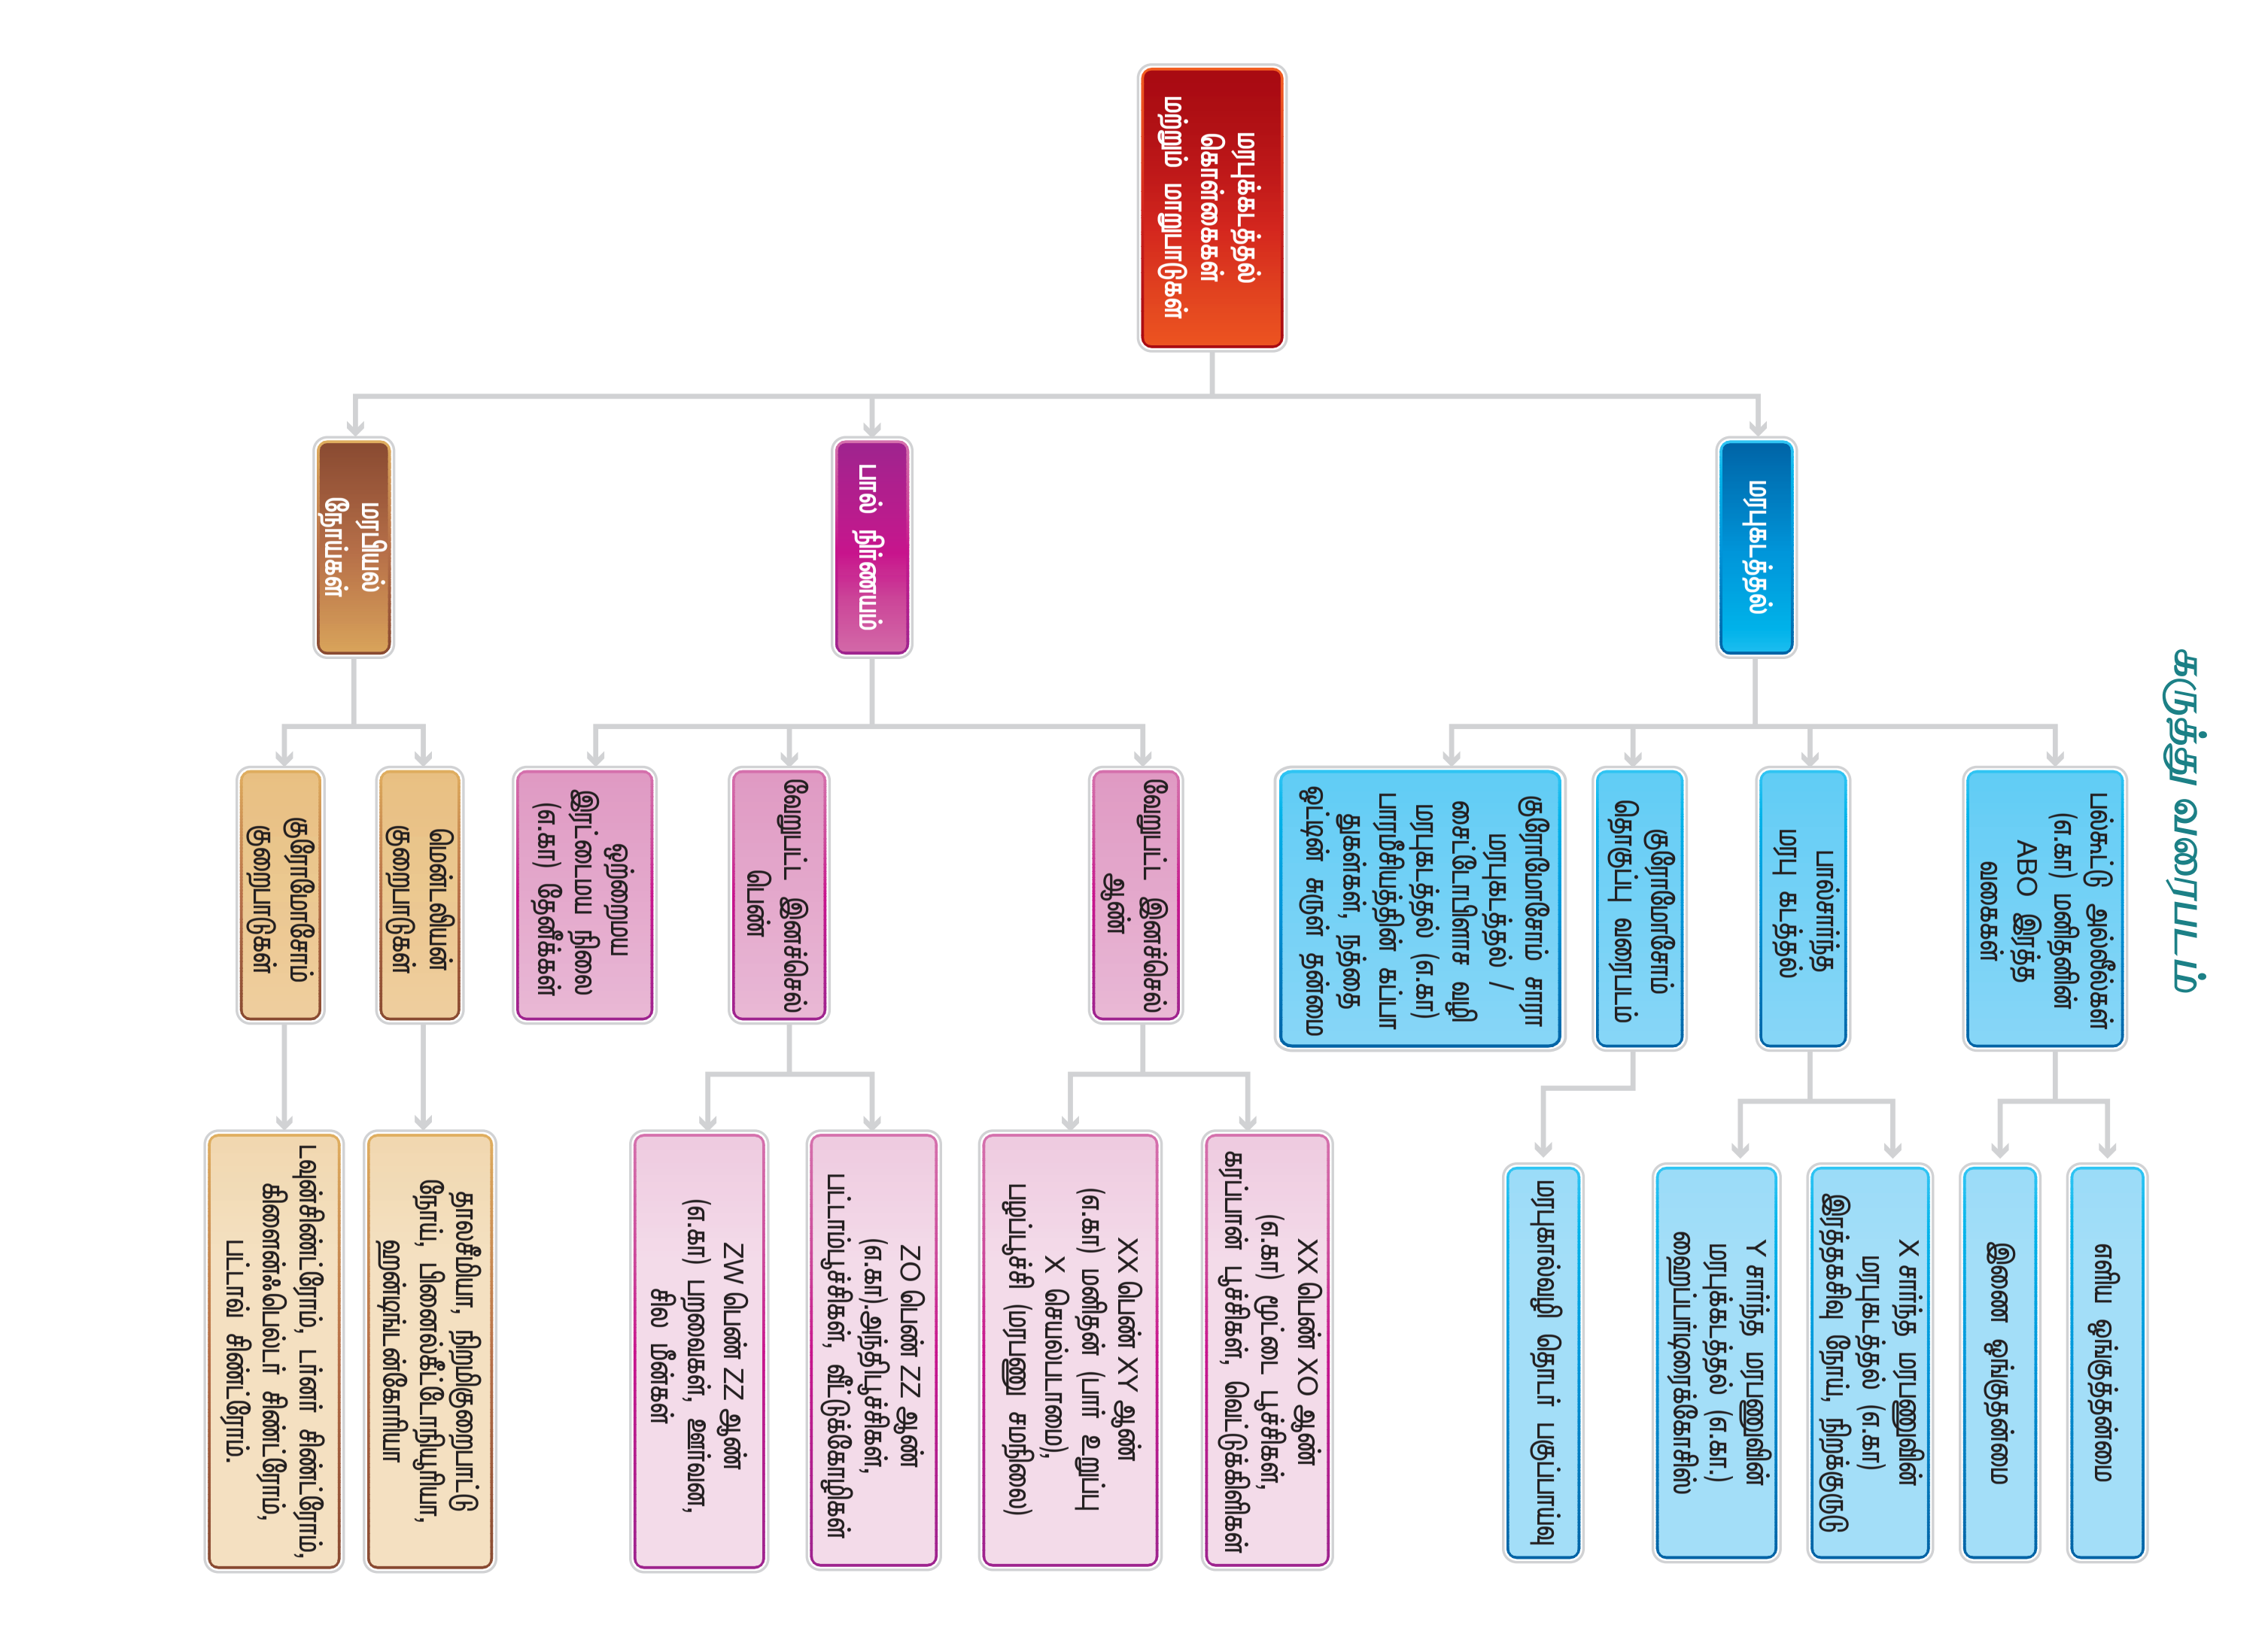 கருத்து வரைபடம்
மரபுக்கடத்தல்
கொள்கைகள்
மற்றும் மாறுபாடுகள்
மரபுகடத்தல்
பால் நிர்ணயம்
மரபியல்
நோய்கள்
பல்கூட்டு அல்லீல்கள்
(எ.கா) மனிதனின்
ABO இரத்த
வகைகள்
பால்சார்ந்த
மரபு கடத்தல்
குரோமோசோம்
தொகுப்பு வரைபடம்
குரோமோசோம் சாரா
மரபுகடத்தல் /
சைட்டோபிளாச வழி
மரபுகடத்தல் (எ.கா)
பாரமீசியத்தின் கப்பா
துகள்கள், நத்தை
ஓட்டின் சுருள் தன்மை
வேறுபட்ட இனச்செல்
ஆண்
வேறுபட்ட இனச்செல்
பெண்
ஒற்றைமய
இரட்டைமய நிலை
(எ.கா) தேனீக்கள்
மெண்டலியன்
குறைபாடுகள்
குரோமோசோம்
குறைபாடுகள்
எளிய ஓங்குத்தன்மை
இணை ஓங்குதன்மை
X சார்ந்த மரபணுவின்
மரபுகடத்தல் (எ.கா)
இரத்தகசிவு நோய், நிறக்குருடு
Y சார்ந்த மரபணுவின்
மரபுக்கடத்தல் (எ.கா.)
ஹைபர்டிரைக்கோசிஸ்
மரபுகால்வழி தொடர் பகுப்பாய்வு
XX பெண் XO ஆண்
(எ.கா) மூட்டை பூச்சிகள்,
கரப்பான் பூச்சிகள், வெட்டுக்கிளிகள்
XX பெண் XY ஆண்
(எ.கா) மனிதன் (பார் உறுப்பு
X செயல்படாமை),
பழப்பூச்சி (மரபணு சமநிலை)
ZO பெண் ZZ ஆண்
(எ.கா).அந்திபூச்சிகள்,
பட்டாம்பூச்சிகள், வீட்டுக்கோழிகள்
ZW பெண் ZZ ஆண்
(எ.கா) பறவைகள், ஊர்வன,
சில மீன்கள்
தாலசீமியா, நிறமிகுறைபாட்டு
நோய், பினைல்கீட்டோநியூரியா,
ஹன்டிங்டன்கோரியா
டவுன்சிண்ட்ரோம், டர்னர் சிண்ட்ரோம்,
கிளைன்ஃபெல்டர் சிண்ட்ரோம்,
பட்டாவ் சிண்ட்ரோம்.